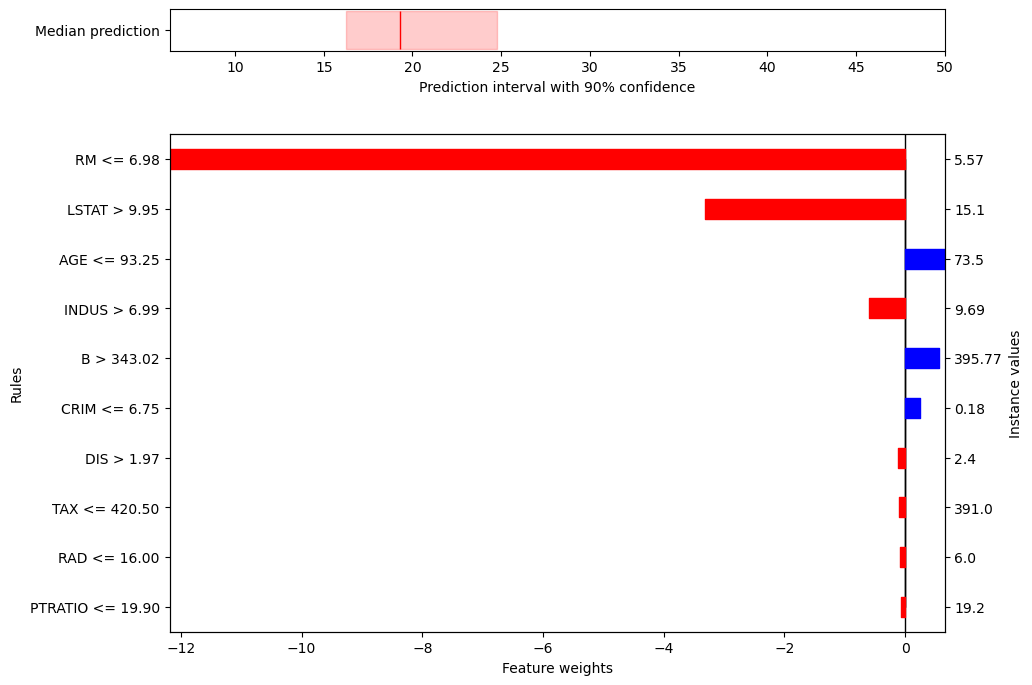 Median prediction
10 15 20 25 30 35 40 45 50
Prediction interval with 90% confidence
Rules
RM <= 6.98 5.57
LSTAT > 9.95 15.1
AGE <= 93.25 73.5
INDUS > 6.99 9.69
B > 343.02 395.77
CRIM <= 6.75 0.18
DIS > 1.97 2.4
TAX <= 420.50 391.0
RAD <= 16.00 6.0
PTRATIO <= 19.90 19.2
Instance values
−12 −10 −8 −6 −4 −2 0
Feature weights